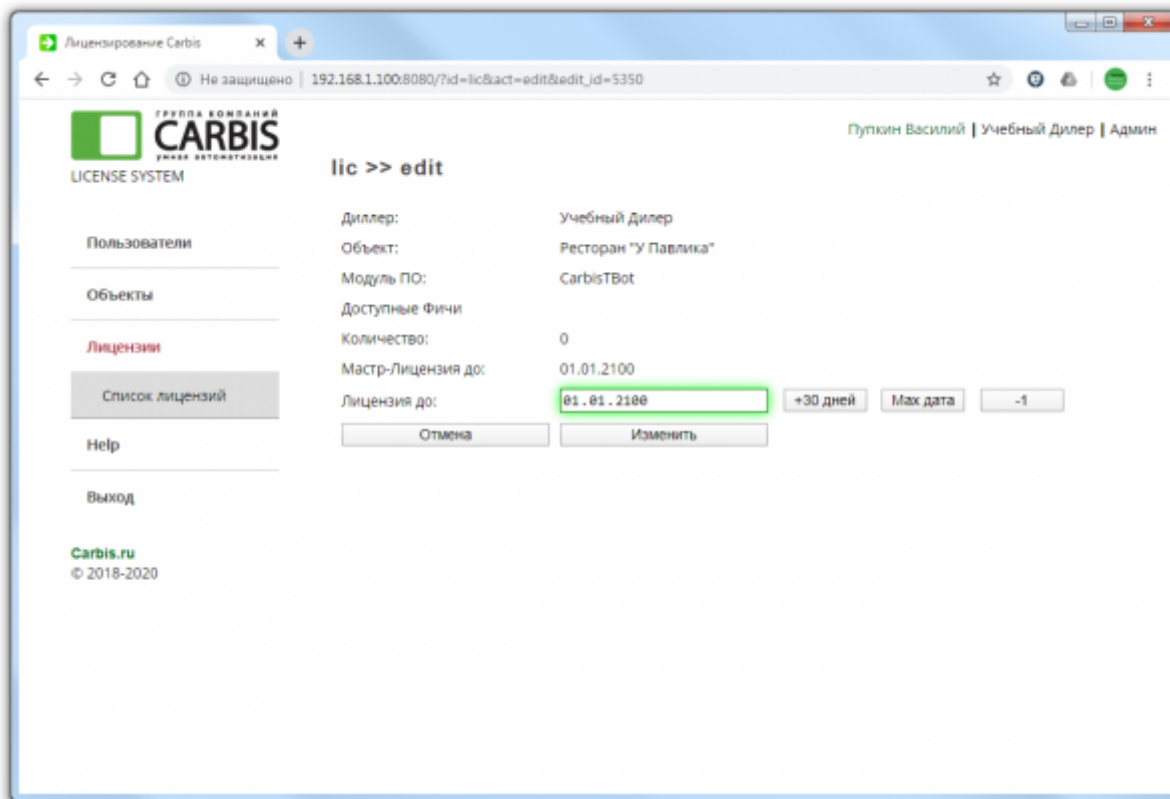 Лицензирование Carbis
Не защищено | 192.168.1.100:8080/?id=lic&act=edit&edit_id=5350
ГРУППА КОМПАНИЙ
CARBIS
умная автоматизация
LICENSE SYSTEM
Пупкин Василий | Учебный Дилер | Админ
lic >> edit
Пользователи
Объекты
Лицензии
Список лицензий
Help
Выход
Carbis.ru
© 2018-2020
Диллер: Учебный Дилер
Объект: Ресторан "У Павлика"
Модуль ПО: CarbisTBot
Доступные Фичи
Количество: 0
Мастр-Лицензия до: 01.01.2100
Лицензия до: 01.01.2100 +30 дней Max дата -1
Отмена Изменить